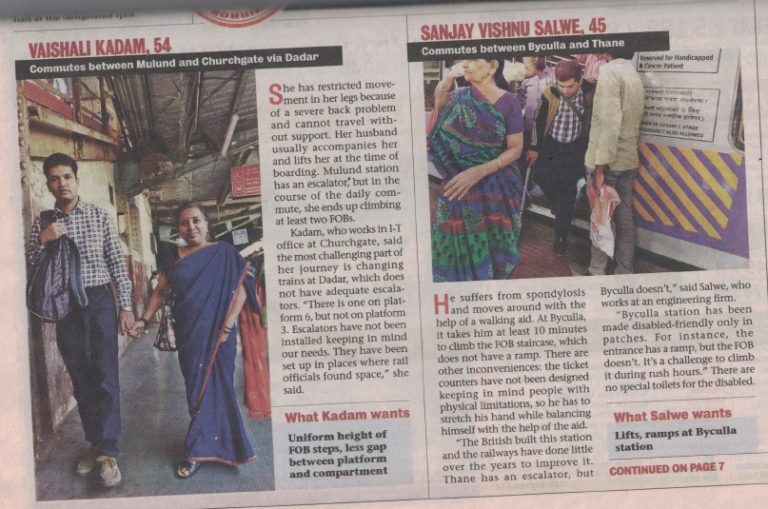 hall at the designated spot.
VAISHALI KADAM, 54
Commutes between Mulund and Churchgate via Dadar
She has restricted move-
ment in her legs because
of a severe back problem
and cannot travel with-
out support. Her husband
usually accompanies her
and lifts her at the time of
boarding. Mulund station
has an escalator, but in the
course of the daily com-
mute, she ends up climbing
at least two FOBs.
Kadam, who works in I-T
office at Churchgate, said
the most challenging part of
her journey is changing
trains at Dadar, which does
not have adequate escala-
tors. "There is one on plat-
form 6, but not on platform
3. Escalators have not been
installed keeping in mind
our needs. They have been
set up in places where rail
officials found space," she
said.
What Kadam wants
Uniform height of
FOB steps, less gap
between platform
and compartment
SANJAY VISHNU SALWE, 45
Commutes between Byculla and Thane
Reserved for Handicapped
& Cancer Patient
He suffers from spondylosis
and moves around with the
help of a walking aid. At Byculla,
it takes him at least 10 minutes
to climb the FOB staircase, which
does not have a ramp. There are
other inconveniences: the ticket
counters have not been designed
keeping in mind people with
physical limitations, so he has to
stretch his hand while balancing
himself with the help of the aid.
"The British built this station
and the railways have done little
over the years to improve it.
Thane has an escalator, but
Byculla doesn't," said Salwe, who
works at an engineering firm.
"Byculla station has been
made disabled-friendly only in
patches. For instance, the
entrance has a ramp, but the FOB
doesn't. It's a challenge to climb
it during rush hours." There are
no special toilets for the disabled.
What Salwe wants
Lifts, ramps at Byculla
station
CONTINUED ON PAGE 7